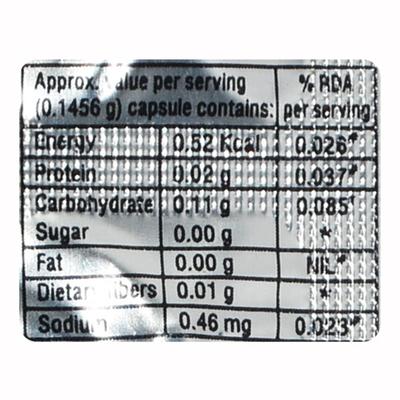 Approx. value per serving % RDA
(0.1456 g) capsule contains: per serving
Energy 0.52 Kcal 0.026*#
Protein 0.02 g 0.037*#
Carbohydrate 0.11 g 0.085*
Sugar 0.00 g *
Fat 0.00 g NIL*#
Dietary fibers 0.01 g *
Sodium 0.46 mg 0.023*#